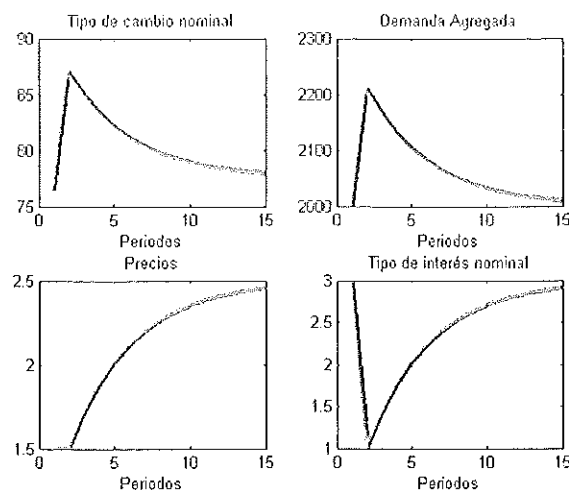 Tipo de cambio nominal
90
85
80
75
0 5 10 15
Periodos
Demanda Agregada
2300
2200
2100
2000
0 5 10 15
Periodos
Precios
2.5
2
1.5
0 5 10 15
Periodos
Tipo de interés nominal
3
2.5
2
1.5
1
0 5 10 15
Periodos